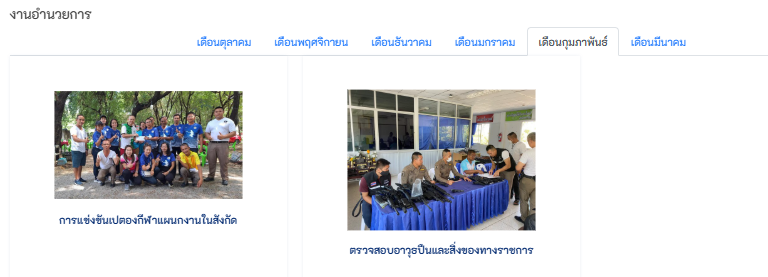 งานอำนวยการ
เดือนตุลาคม เดือนพฤศจิกายน เดือนธันวาคม เดือนมกราคม เดือนกุมภาพันธ์ เดือนมีนาคม
การแข่งขันเปตองกีฬาแผนกงานในสังกัด
ตรวจสอบอาวุธปืนและสิ่งของทางราชการ